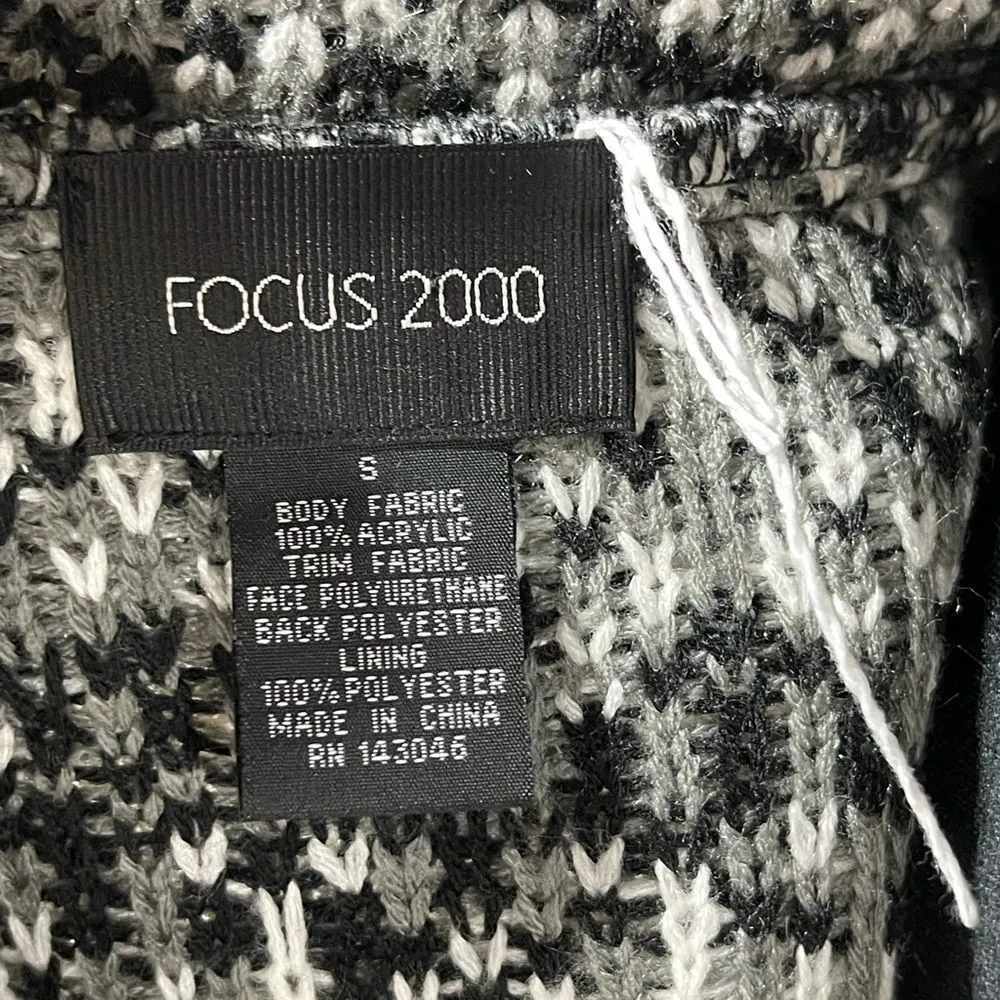 FOCUS 2000
S
BODY FABRIC
100% ACRYLIC
TRIM FABRIC
FACE POLYURETHANE
BACK POLYESTER
LINING
100% POLYESTER
MADE IN CHINA
RN 143046